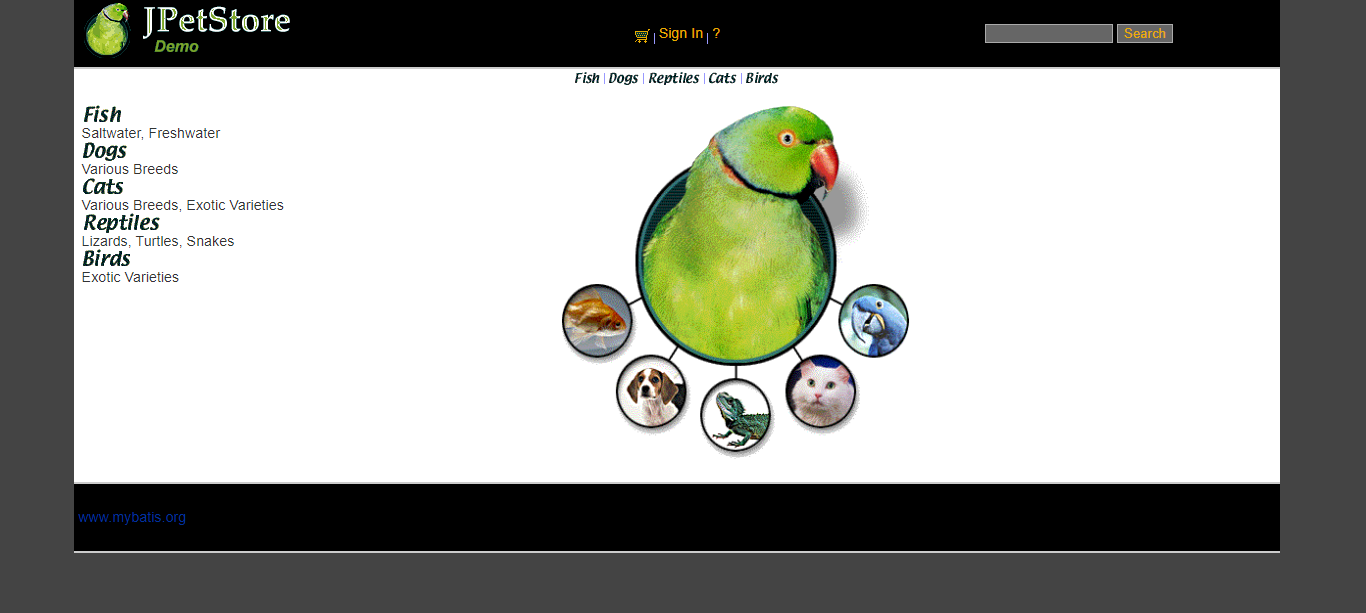 JPetStore
Demo
Sign In | ?
Search
Fish | Dogs | Reptiles | Cats | Birds
Fish
Saltwater, Freshwater
Dogs
Various Breeds
Cats
Various Breeds, Exotic Varieties
Reptiles
Lizards, Turtles, Snakes
Birds
Exotic Varieties
www.mybatis.org